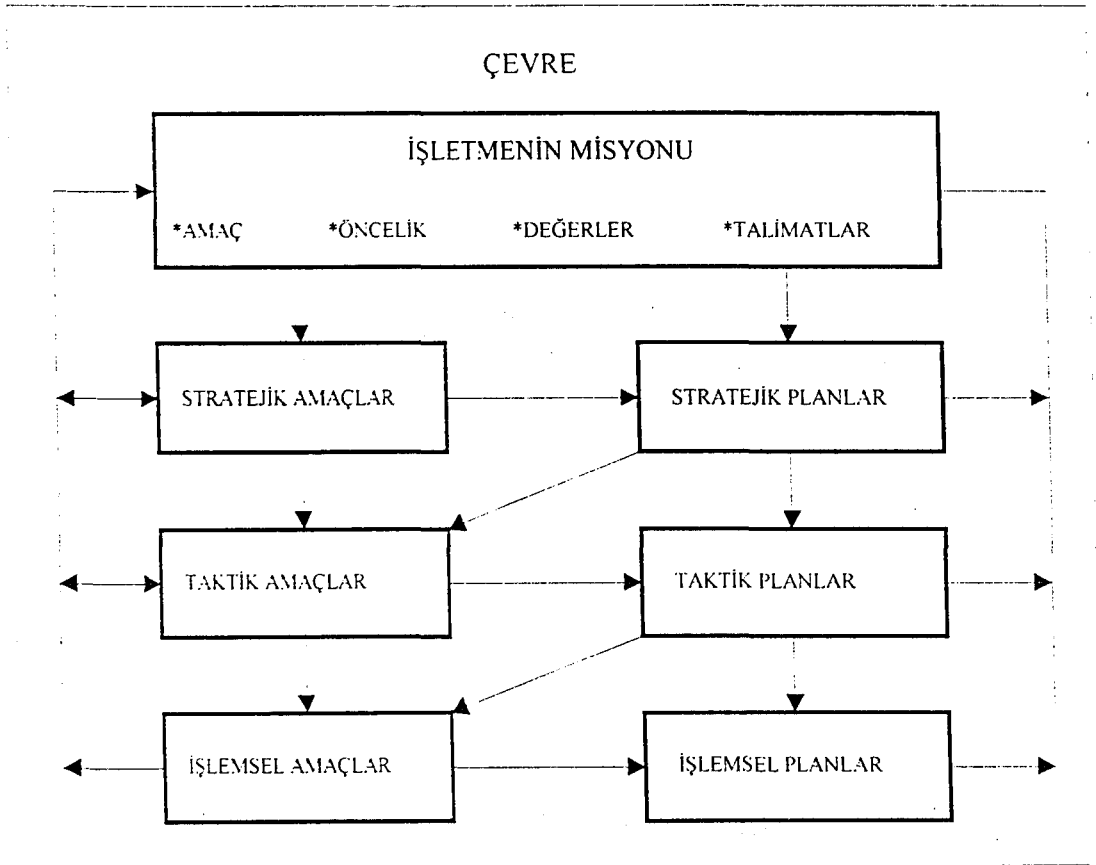 ÇEVRE
İŞLETMENİN MİSYONU
*AMAÇ *ÖNCELİK *DEĞERLER *TALİMATLAR
STRATEJİK AMAÇLAR STRATEJİK PLANLAR
TAKTİK AMAÇLAR TAKTİK PLANLAR
İŞLEMSEL AMAÇLAR İŞLEMSEL PLANLAR